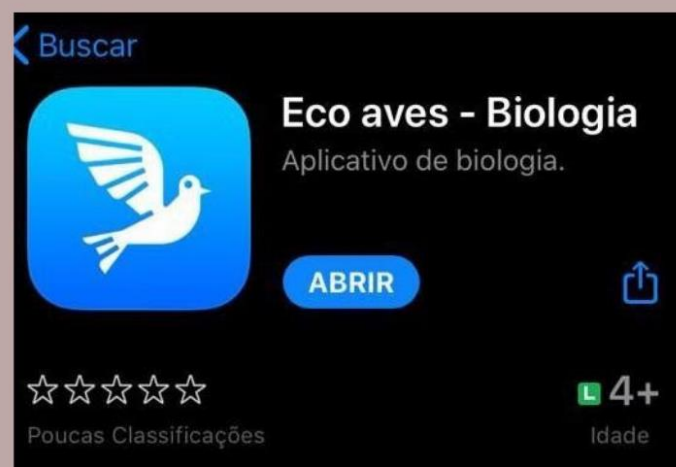 Buscar
Eco aves - Biologia
Aplicativo de biologia.
ABRIR
L 4+
Poucas Classificações
Idade